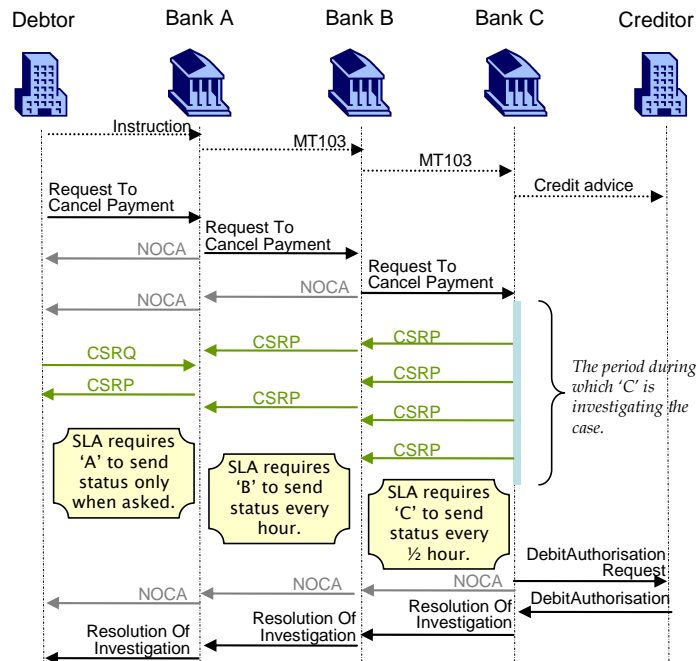 Debtor
Bank A
Bank B
Bank C
Creditor
Instruction
MT103
MT103
Credit advice
Request To
Cancel Payment
Request To
Cancel Payment
NOCA
Request To
Cancel Payment
NOCA
NOCA
CSRP
CSRP
CSRQ
CSRP
CSRP
CSRP
CSRP
CSRP
The period during
which ‘C’ is
investigating the
case.
SLA requires
‘A’ to send
status only
when asked.
SLA requires
‘B’ to send
status every
hour.
SLA requires
‘C’ to send
status every
½ hour.
DebitAuthorisation
Request
NOCA
NOCA
NOCA
DebitAuthorisation
Resolution Of
Investigation
Resolution Of
Investigation
Resolution Of
Investigation